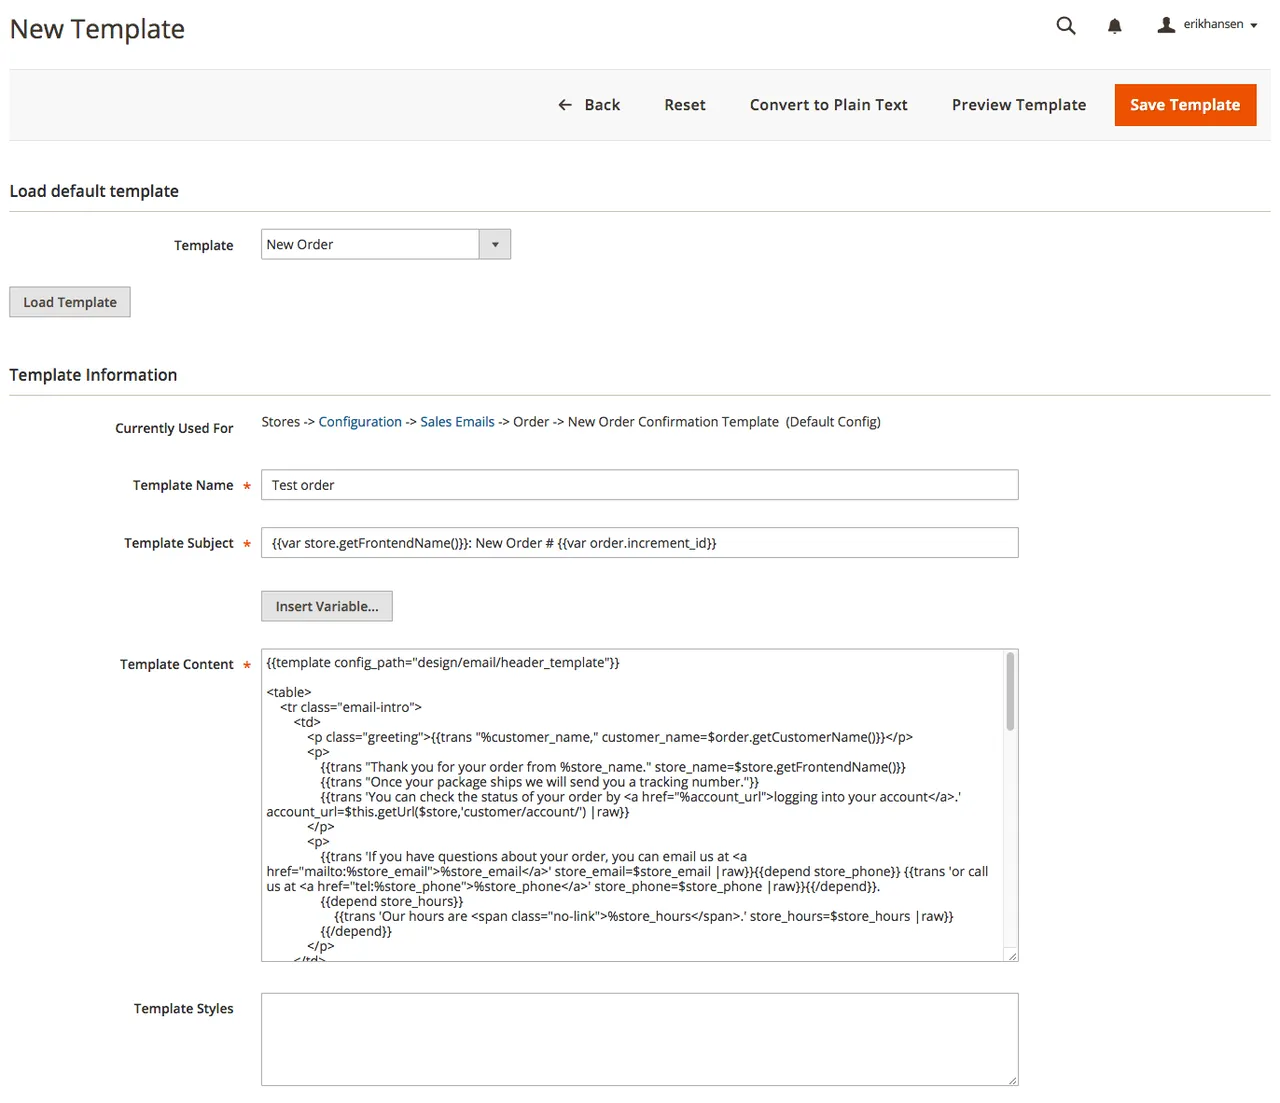 New Template
erikhansen
Back
Reset
Convert to Plain Text
Preview Template
Save Template
Load default template
Template
New Order
Load Template
Template Information
Currently Used For
Stores -> Configuration -> Sales Emails -> Order -> New Order Confirmation Template (Default Config)
Template Name *
Test order
Template Subject *
{{var store.getFrontendName()}}: New Order # {{var order.increment_id}}
Insert Variable...
Template Content *
{{template config_path="design/email/header_template"}}
<table>
<tr class="email-intro">
<td>
<p class="greeting">{{trans "%customer_name," customer_name=$order.getCustomerName()}}</p>
<p>
{{trans "Thank you for your order from %store_name." store_name=$store.getFrontendName()}}
{{trans "Once your package ships we will send you a tracking number."}}
{{trans 'You can check the status of your order by <a href="%account_url">logging into your account</a>.'
account_url=$this.getUrl($store,'customer/account/') |raw}}
</p>
<p>
{{trans 'If you have questions about your order, you can email us at <a
href="mailto:%store_email">%store_email</a>' store_email=$store_email |raw}}{{depend store_phone}} {{trans 'or call
us at <a href="tel:%store_phone">%store_phone</a>' store_phone=$store_phone |raw}}{{/depend}}.
{{depend store_hours}}
{{trans 'Our hours are <span class="no-link">%store_hours</span>.' store_hours=$store_hours |raw}}
{{/depend}}
</p>
</td>
Template Styles